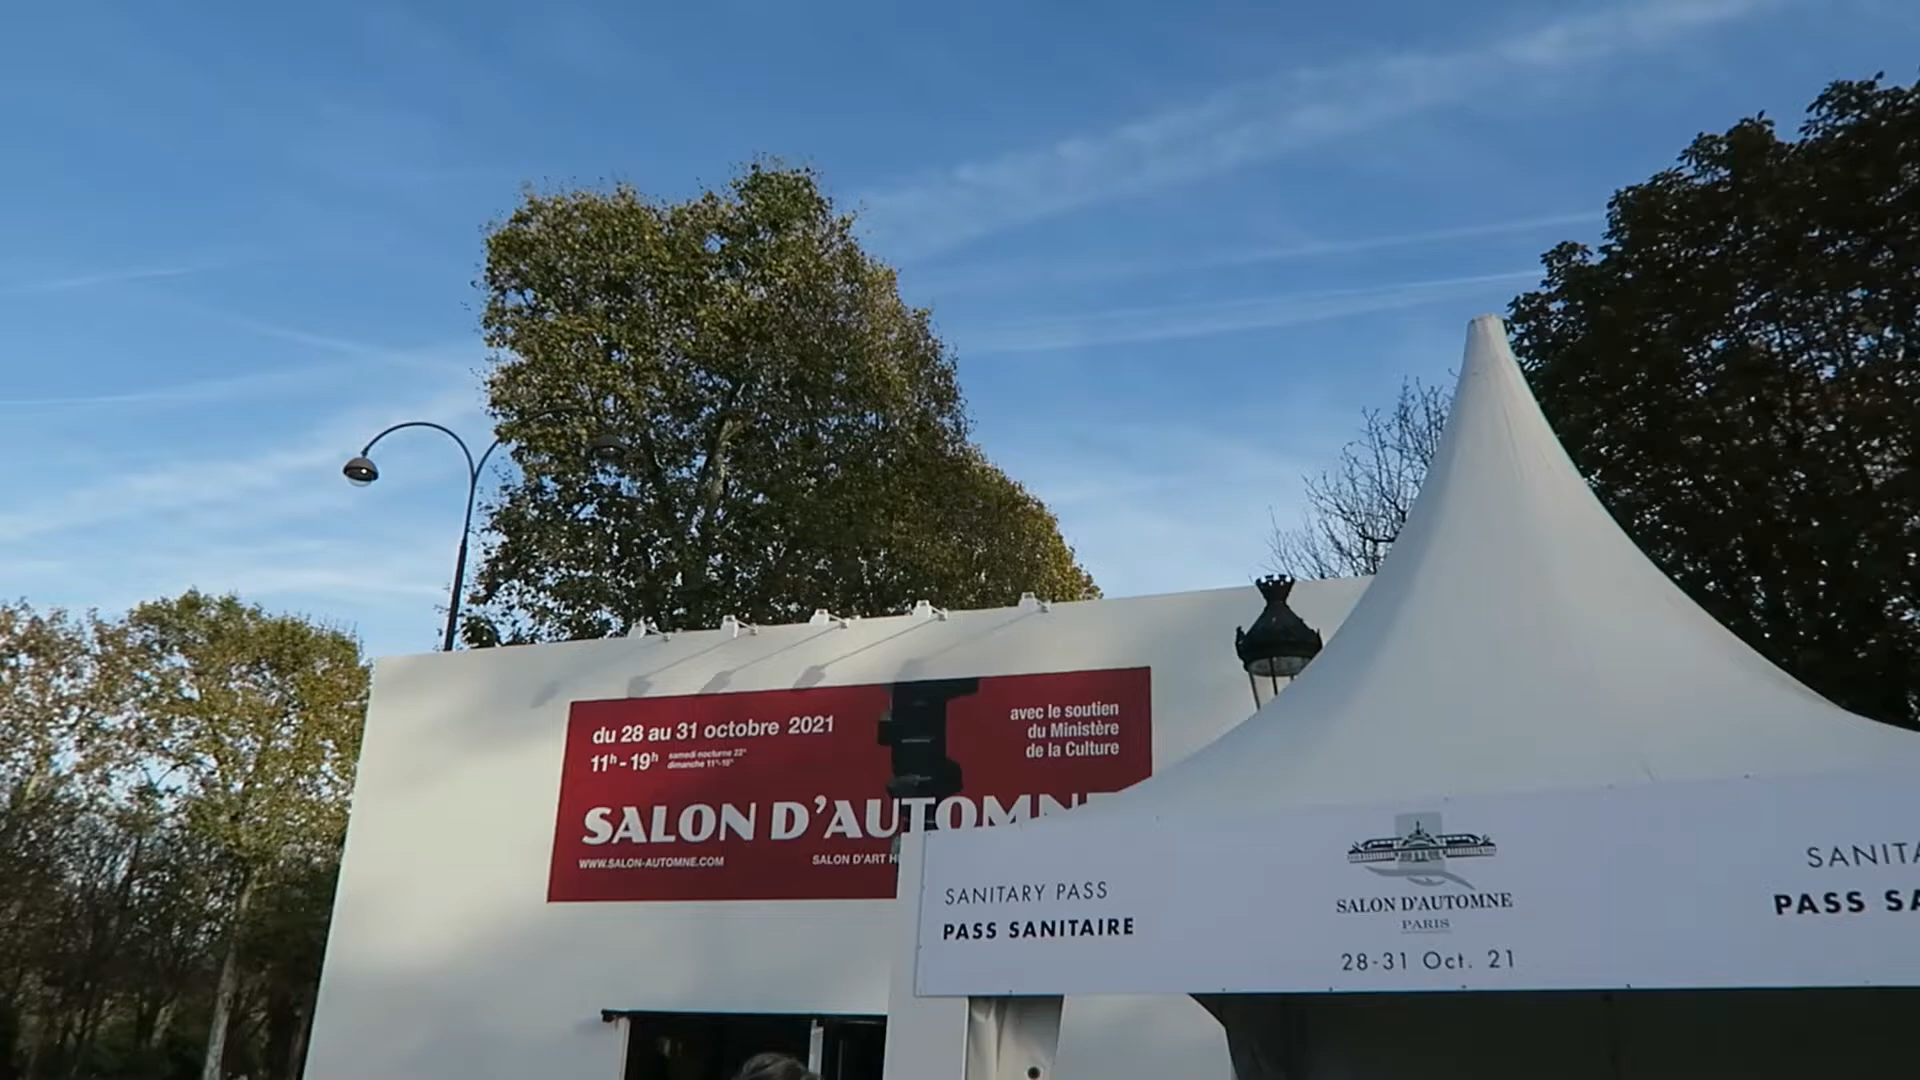 du 28 au 31 octobre 2021
11h - 19h
samedi nocturne 22h
dimanche 11h-19h
avec le soutien
du Ministère
de la Culture
SALON D'AUTOMNE
WWW.SALON-AUTOMNE.COM
SALON D'ART H
SANITARY PASS
PASS SANITAIRE
SALON D'AUTOMNE
PARIS
28-31 Oct. 21
SANITA
PASS SA